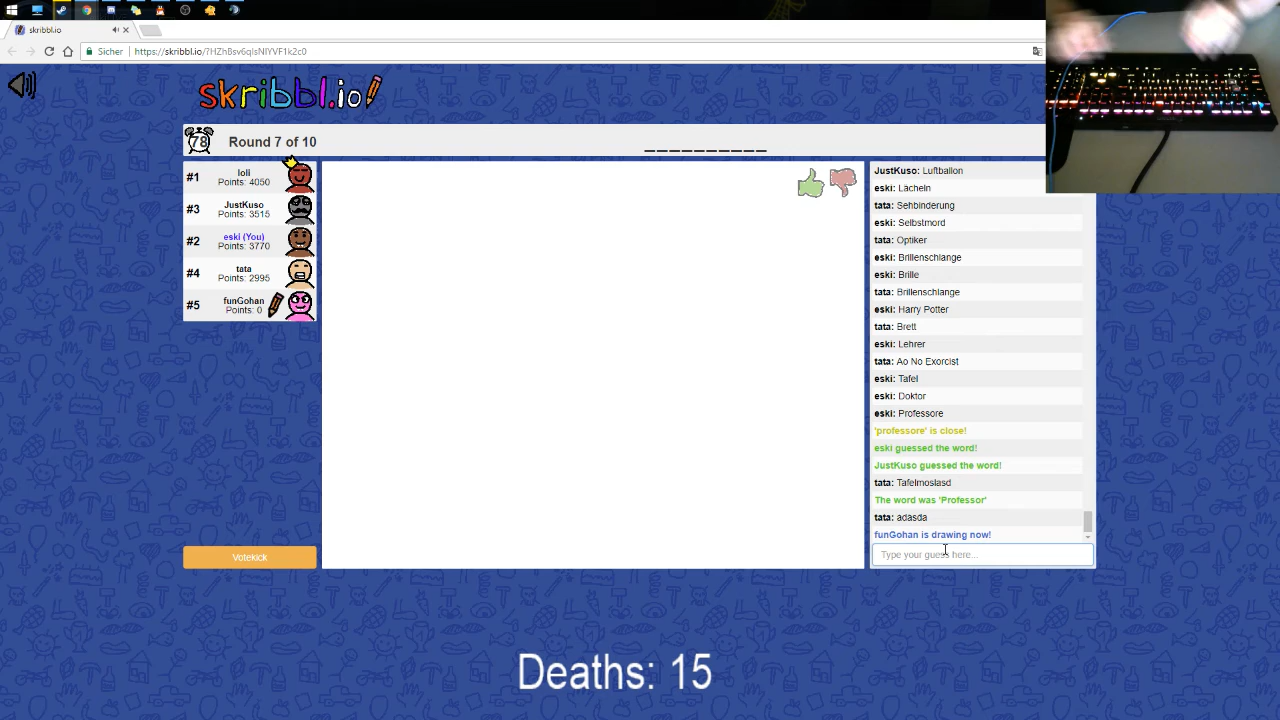 skribbl.io
Sicher
https://skribbl.io/?7HZhBsv6qIsNIYVF1k2c0
skribbl.io
78
Round 7 of 10
__________
#1
loli
Points: 4050
#3
JustKuso
Points: 3515
#2
eski (You)
Points: 3770
#4
tata
Points: 2995
#5
funGohan
Points: 0
Votekick
JustKuso: Luftballon
eski: Lächeln
tata: Sehbinderung
eski: Selbstmord
tata: Optiker
eski: Brillenschlange
eski: Brille
tata: Brillenschlange
eski: Harry Potter
tata: Brett
eski: Lehrer
tata: Ao No Exorcist
eski: Tafel
eski: Doktor
eski: Professore
'professore' is close!
eski guessed the word!
JustKuso guessed the word!
tata: Tafelmoslasd
The word was 'Professor'
tata: adasda
funGohan is drawing now!
Type your guess here...
Deaths: 15